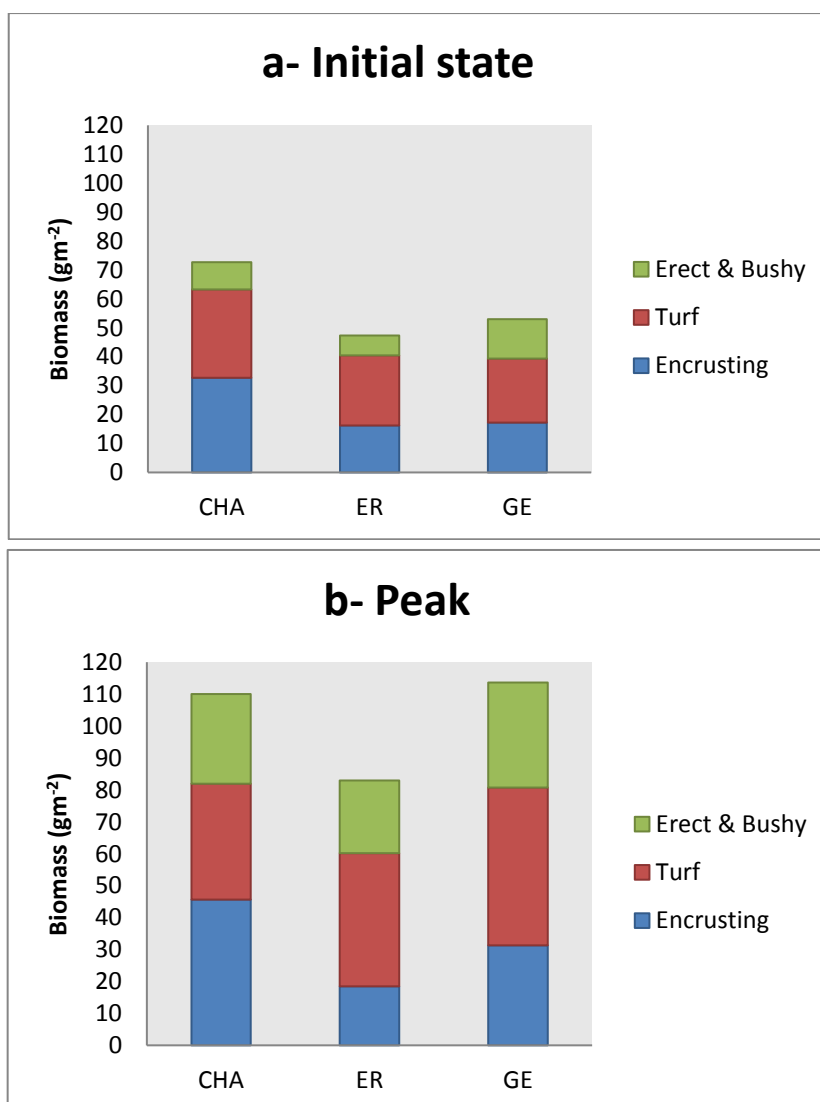 a- Initial state
120
110
100
90
80
70
60
50
40
30
20
10
0
Biomass (gm⁻²)
CHA ER GE
Erect & Bushy
Turf
Encrusting
b- Peak
120
110
100
90
80
70
60
50
40
30
20
10
0
Biomass (gm⁻²)
CHA ER GE
Erect & Bushy
Turf
Encrusting